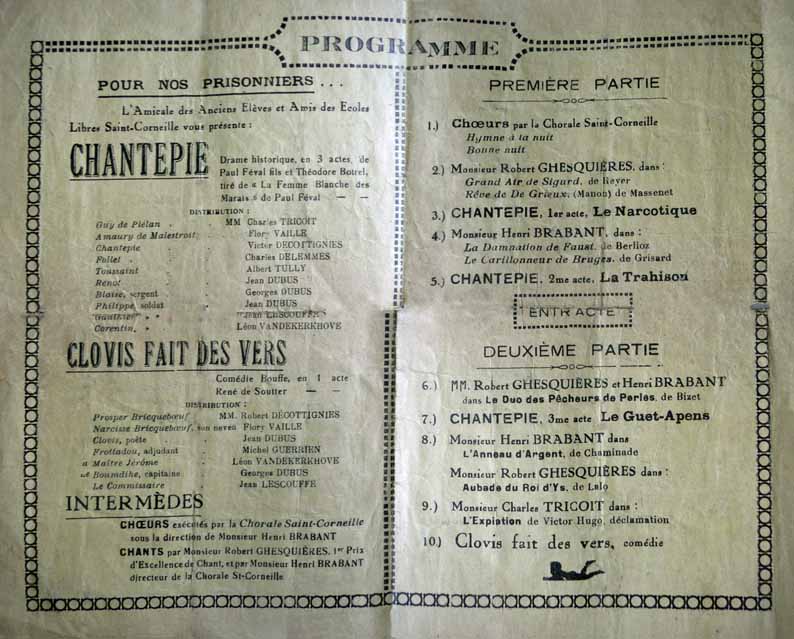 PROGRAMME
POUR NOS PRISONNIERS . . .
L'Amicale des Anciens Elèves et Amis des Ecoles
Libres Saint-Corneille vous présente :
CHANTEPIE
Drame historique, en 3 actes, de
Paul Féval fils et Théodore Botrel,
tiré de « La Femme Blanche des
Marais » de Paul Féval — —
DISTRIBUTION :
Guy de Plélan . . MM Charles TRICOIT
Amaury de Malestroit . Flory VAILLE
Chantepie . . Victor DECOTTIGNIES
Follet . . Charles DELEMMES
Toussaint . . Albert TULLY
Renot . . Jean DUBUS
Blaise, sergent . . Georges DUBUS
Philippe, soldat . . Jean DUBUS
Gaulhier » . Jean LESCOUFFE
Corentin, » . Léon VANDEKERKHOVE
CLOVIS FAIT DES VERS
Comédie Bouffe, en 1 acte
René de Soutter — —
DISTRIBUTION :
Prosper Bricquebœuf . MM. Robert DÉCOTTIGNIES
Narcisse Bricquebœuf, son neveu Flory VAILLE
Clovis, poète . . Jean DUBUS
Froitadou, adjudant . Michel GUERRIEN
Maître Jérôme . Léon VANDEKERKHOVE
Boumdihe, capitaine . Georges DUBUS
Le Commissaire . Jean LESCOUFFE
INTERMÈDES
CHŒURS exécutés par la Chorale Saint-Corneille
sous la direction de Monsieur Henri BRABANT
CHANTS par Monsieur Robert GHESQUIÈRES, 1er Prix
d'Excellence de Chant, et par Monsieur Henri BRABANT
directeur de la Chorale St-Corneille
PREMIÈRE PARTIE
1.) Chœurs par la Chorale Saint-Corneille
Hymne à la nuit
Bonne nuit
2.) Monsieur Robert GHESQUIÈRES, dans :
Grand Air de Sigurd, de Reyer
Rêve de De Grieux, (Manon) de Massenet
3.) CHANTEPIE, 1er acte, Le Narcotique
4.) Monsieur Henri BRABANT, dans :
La Damnation de Faust, de Berlioz
Le Carillonneur de Bruges, de Grisard
5.) CHANTEPIE, 2me acte, La Trahison
ENTR'ACTE
DEUXIÈME PARTIE
6.) MM. Robert GHESQUIÈRES et Henri BRABANT
dans Le Duo des Pêcheurs de Perles, de Bizet
7.) CHANTEPIE, 3me acte Le Guet-Apens
8.) Monsieur Henri BRABANT dans
L'Anneau d'Argent, de Chaminade
Monsieur Robert GHESQUIÈRES dans :
Aubade du Roi d'Ys, de Lalo
9.) Monsieur Charles TRICOIT dans :
L'Expiation de Victor Hugo, déclamation
10.) Clovis fait des vers, comédie